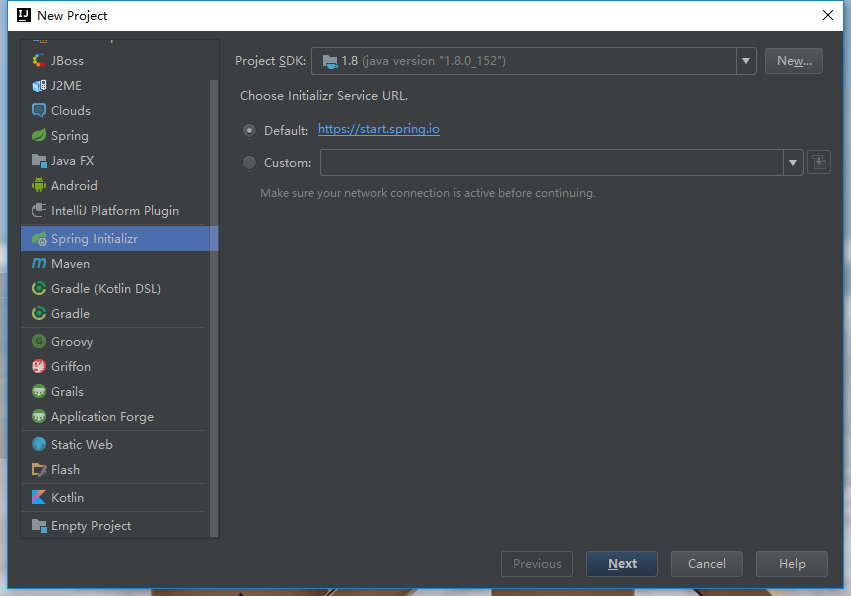 New Project
JBoss
J2ME
Clouds
Spring
Java FX
Android
IntelliJ Platform Plugin
Spring Initializr
Maven
Gradle (Kotlin DSL)
Gradle
Groovy
Griffon
Grails
Application Forge
Static Web
Flash
Kotlin
Empty Project
Project SDK: 1.8 (java version "1.8.0_152") New...
Choose Initializr Service URL.
Default: https://start.spring.io
Custom:
Make sure your network connection is active before continuing.
Previous Next Cancel Help